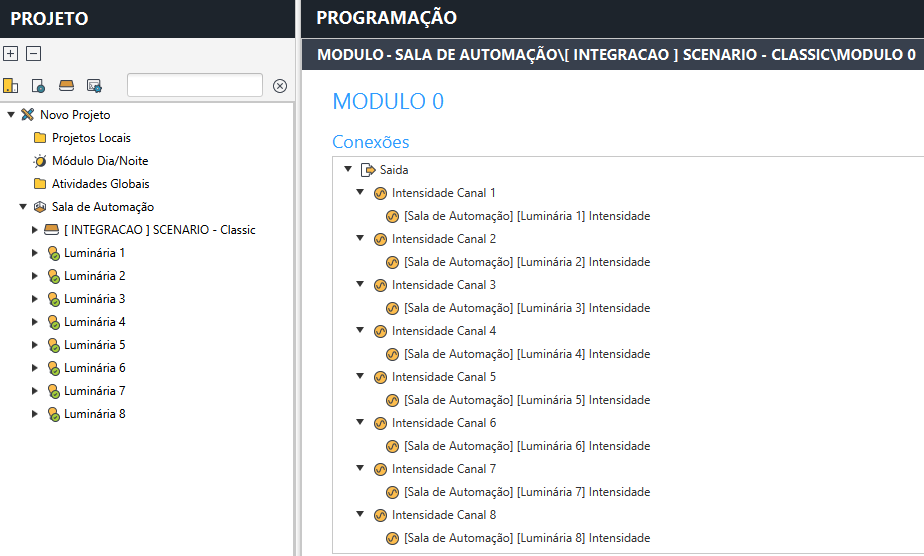 PROJETO
Novo Projeto
Projetos Locais
Módulo Dia/Noite
Atividades Globais
Sala de Automação
[ INTEGRACAO ] SCENARIO - Classic
Luminária 1
Luminária 2
Luminária 3
Luminária 4
Luminária 5
Luminária 6
Luminária 7
Luminária 8
PROGRAMAÇÃO
MODULO - SALA DE AUTOMAÇÃO\[ INTEGRACAO ] SCENARIO - CLASSIC\MODULO 0
MODULO 0
Conexões
Saida
Intensidade Canal 1
[Sala de Automação] [Luminária 1] Intensidade
Intensidade Canal 2
[Sala de Automação] [Luminária 2] Intensidade
Intensidade Canal 3
[Sala de Automação] [Luminária 3] Intensidade
Intensidade Canal 4
[Sala de Automação] [Luminária 4] Intensidade
Intensidade Canal 5
[Sala de Automação] [Luminária 5] Intensidade
Intensidade Canal 6
[Sala de Automação] [Luminária 6] Intensidade
Intensidade Canal 7
[Sala de Automação] [Luminária 7] Intensidade
Intensidade Canal 8
[Sala de Automação] [Luminária 8] Intensidade